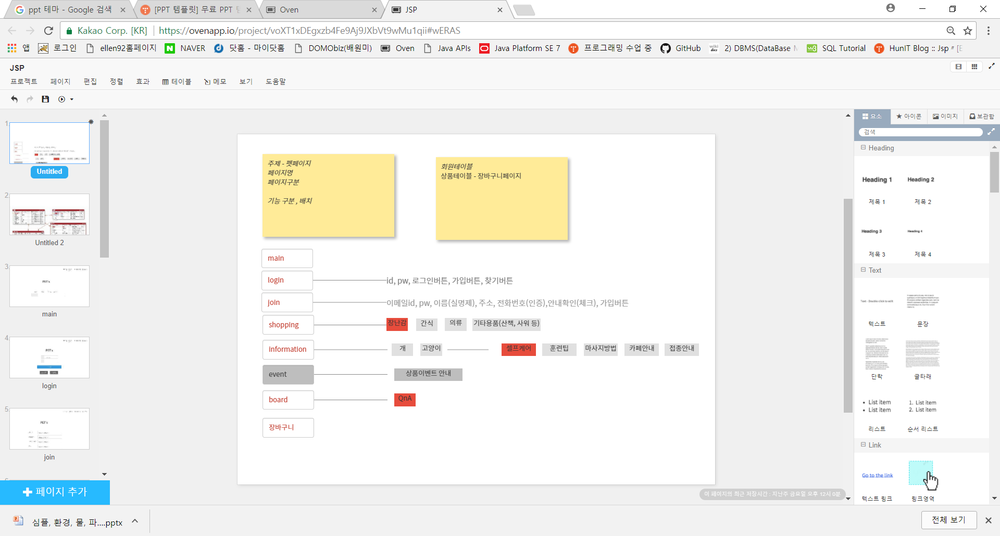 ppt 테마 - Google 검색
[PPT 템플릿] 무료 PPT
Oven
JSP
Kakao Corp. [KR]
https://ovenapp.io/project/voXT1xDEgxzb4Fe9Aj9JXbVt9wMu1qii#wERAS
앱
로그인
ellen92홈페이지
NAVER
닷홈 - 마이닷홈
DOMObiz(배원미)
Oven
Java APIs
Java Platform SE 7
프로그래밍 수업 중
GitHub
2) DBMS(DataBase
SQL Tutorial
HunIT Blog :: Jsp〃[
JSP
프로젝트
페이지
편집
정렬
효과
테이블
메모
보기
도움말
1
Untitled
2
Untitled 2
3
PET's
main
4
PET's
login
5
PET's
join
페이지 추가
주제 - 펫페이지
페이지명
페이지구분
기능 구분 , 배치
회원테이블
상품테이블 - 장바구니페이지
main
login
id, pw, 로그인버튼, 가입버튼, 찾기버튼
join
이메일id, pw, 이름(실명제), 주소, 전화번호(인증),안내확인(체크), 가입버튼
shopping
장난감
간식
의류
기타용품(산책, 샤워 등)
information
개
고양이
셀프케어
훈련팁
마사지방법
카페안내
접종안내
event
상품이벤트 안내
board
QnA
장바구니
이 페이지의 최근 저장시간 : 지난주 금요일 오후 12시 0분
요소
아이콘
이미지
보관함
검색
Heading
Heading 1
Heading 2
제목 1
제목 2
Heading 3
Heading 4
제목 3
제목 4
Text
Text - Double click to edit
텍스트
문장
단락
글타래
• List item
• List item
1. List item
2. List item
리스트
순서 리스트
Link
Go to the link
텍스트 링크
링크영역
심플, 환경, 물, 파....pptx
전체 보기